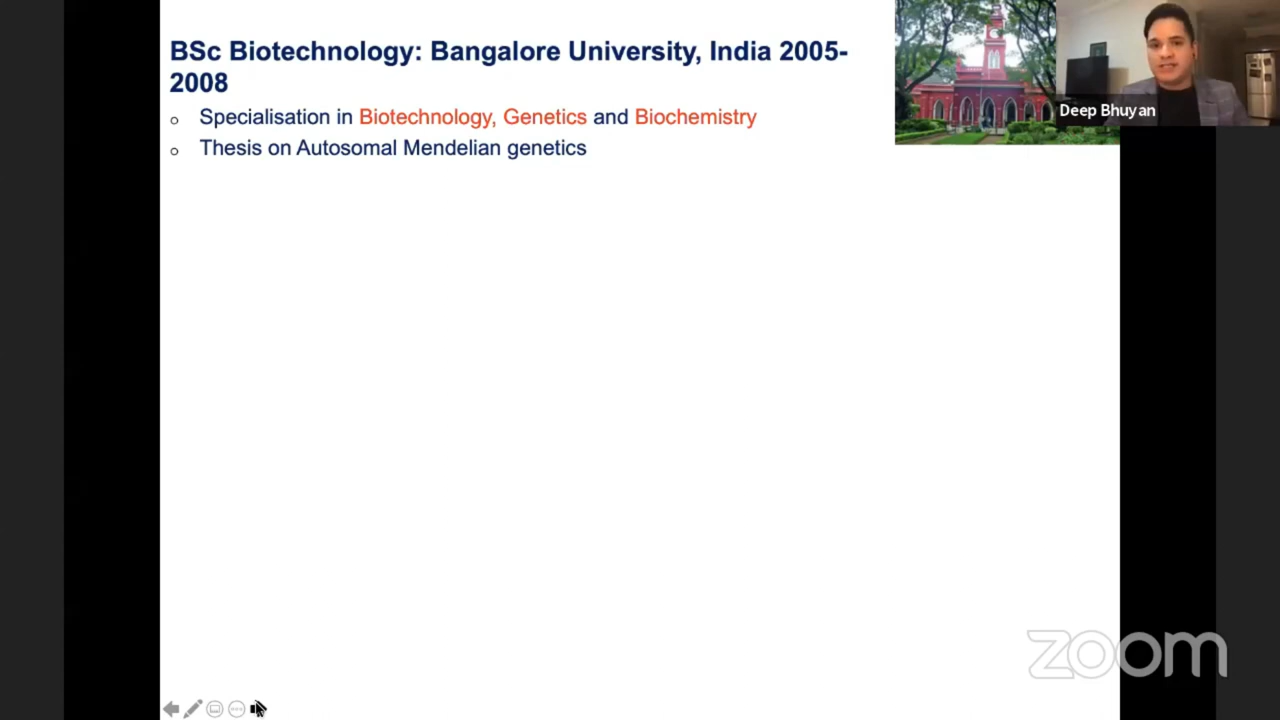 BSc Biotechnology: Bangalore University, India 2005-
2008
Specialisation in Biotechnology, Genetics and Biochemistry
Thesis on Autosomal Mendelian genetics
Deep Bhuyan
zoom